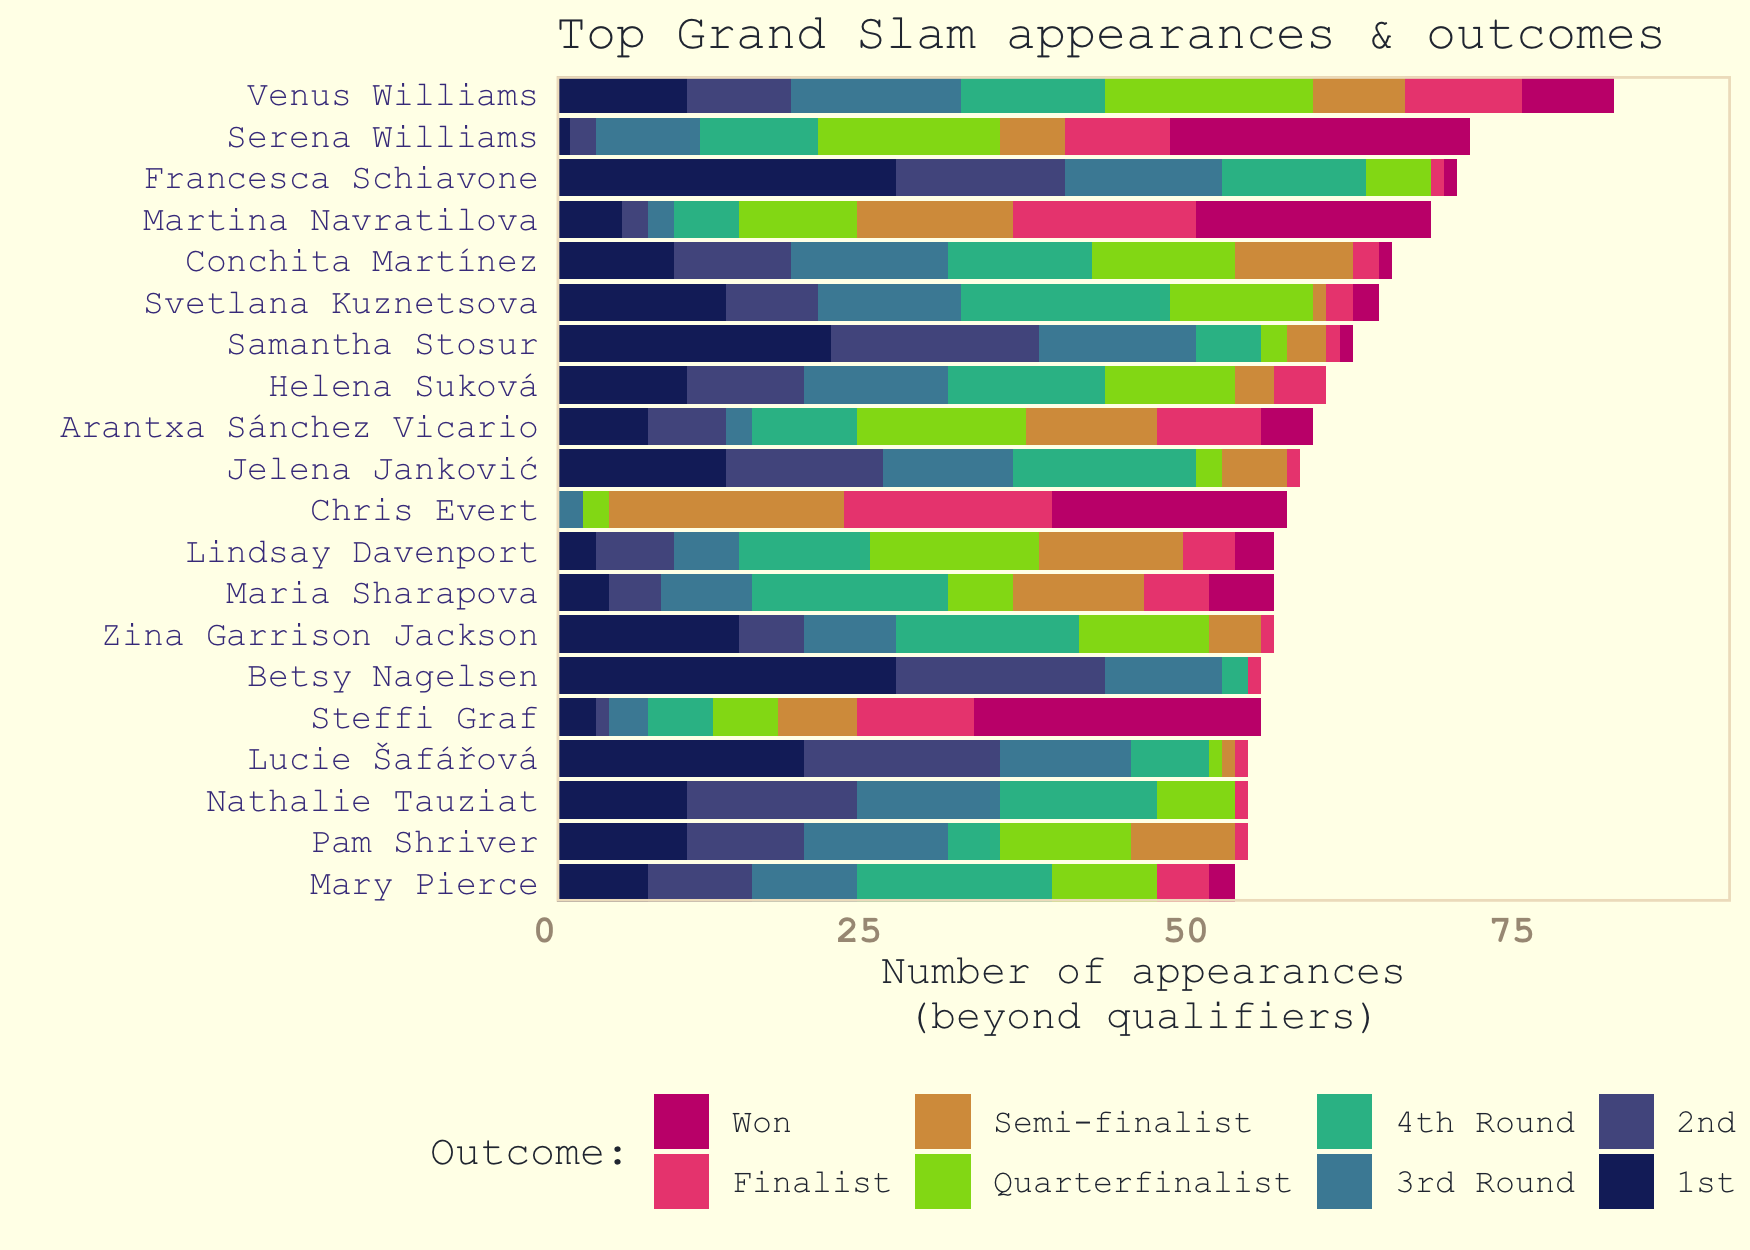 Top Grand Slam appearances & outcomes
Venus Williams
Serena Williams
Francesca Schiavone
Martina Navratilova
Conchita Martínez
Svetlana Kuznetsova
Samantha Stosur
Helena Suková
Arantxa Sánchez Vicario
Jelena Janković
Chris Evert
Lindsay Davenport
Maria Sharapova
Zina Garrison Jackson
Betsy Nagelsen
Steffi Graf
Lucie Šafářová
Nathalie Tauziat
Pam Shriver
Mary Pierce
0 25 50 75
Number of appearances
(beyond qualifiers)
Outcome:
Won Semi-finalist 4th Round 2nd
Finalist Quarterfinalist 3rd Round 1st